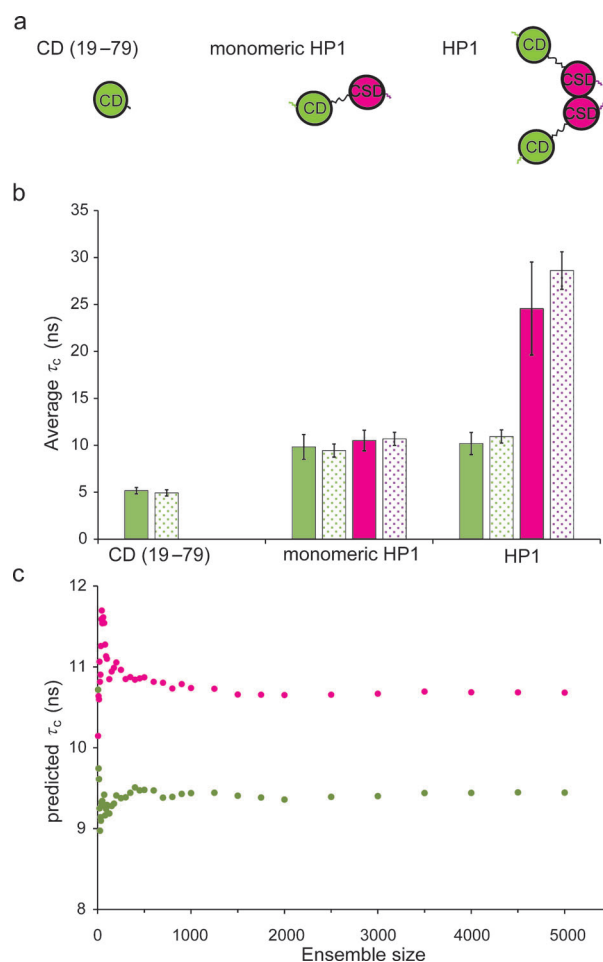 a
CD (19–79)
monomeric HP1
HP1
CD
CD
CSD
CD
CSD
CSD
CD
b
Average τc (ns)
35
30
25
20
15
10
5
0
CD (19–79)
monomeric HP1
HP1
c
predicted τc (ns)
12
11
10
9
8
0
1000
2000
3000
4000
5000
Ensemble size